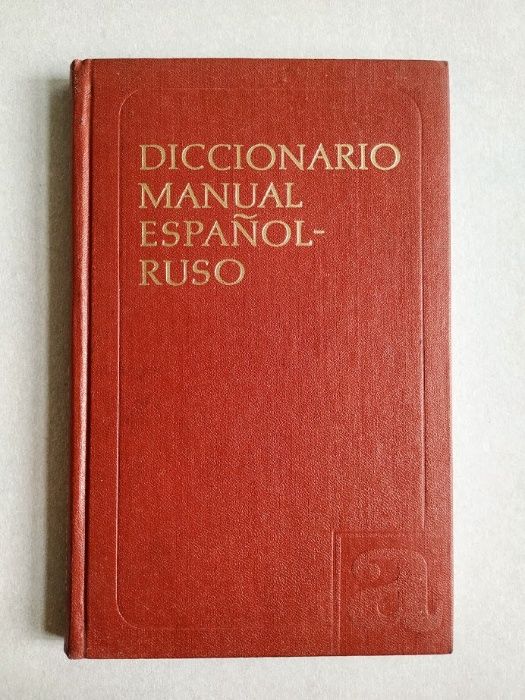 DICCIONARIO
MANUAL
ESPAÑOL-
RUSO
a